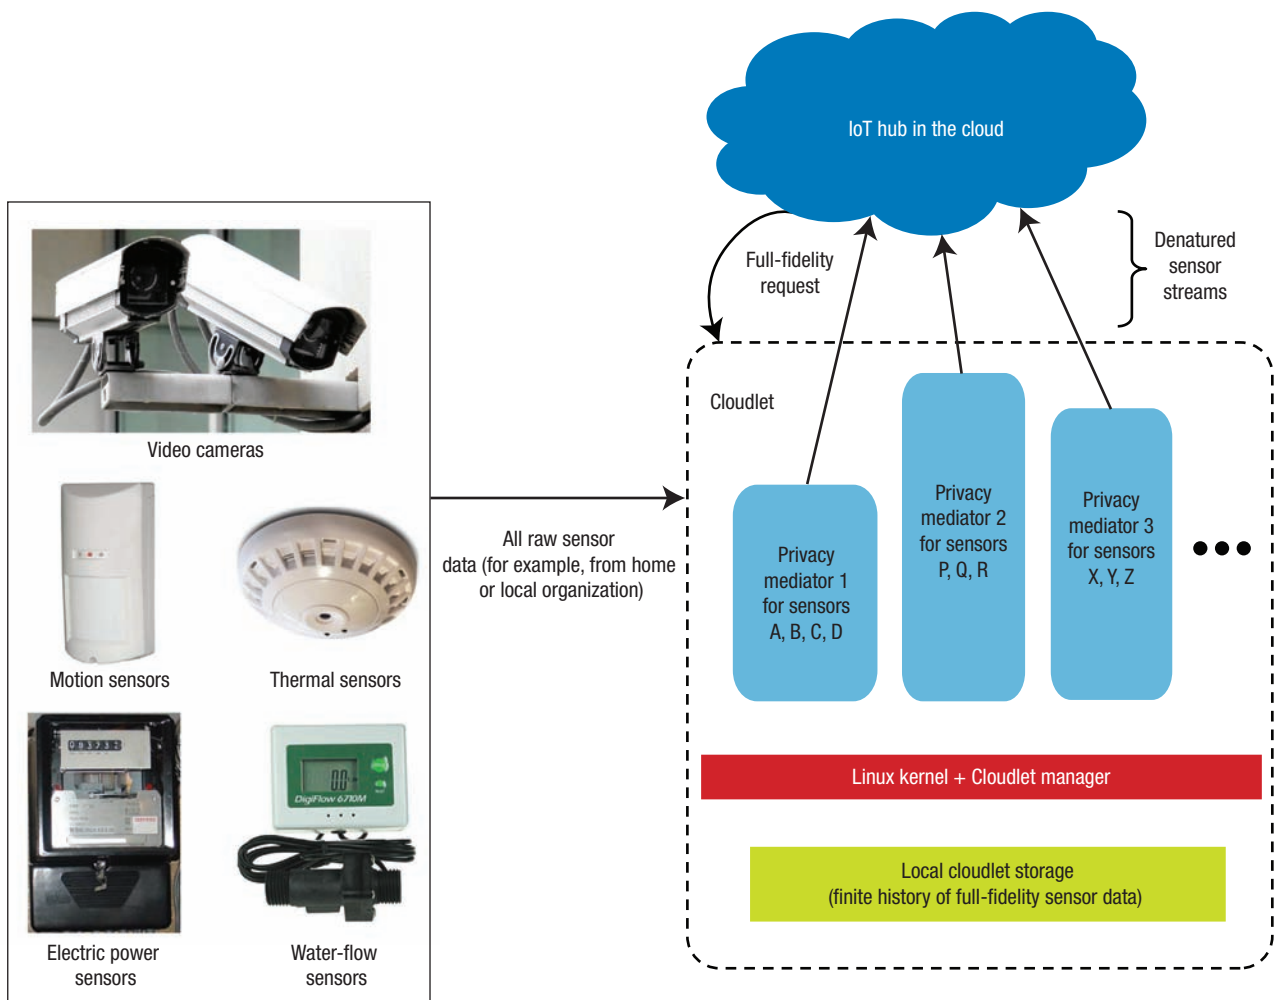 IoT hub in the cloud
Full-fidelity
request
Denatured
sensor
streams
Cloudlet
Video cameras
Motion sensors
Thermal sensors
DigiFlow 6710M
0.0
Electric power
sensors
Water-flow
sensors
All raw sensor
data (for example, from home
or local organization)
Privacy
mediator 1
for sensors
A, B, C, D
Privacy
mediator 2
for sensors
P, Q, R
Privacy
mediator 3
for sensors
X, Y, Z
Linux kernel + Cloudlet manager
Local cloudlet storage
(finite history of full-fidelity sensor data)